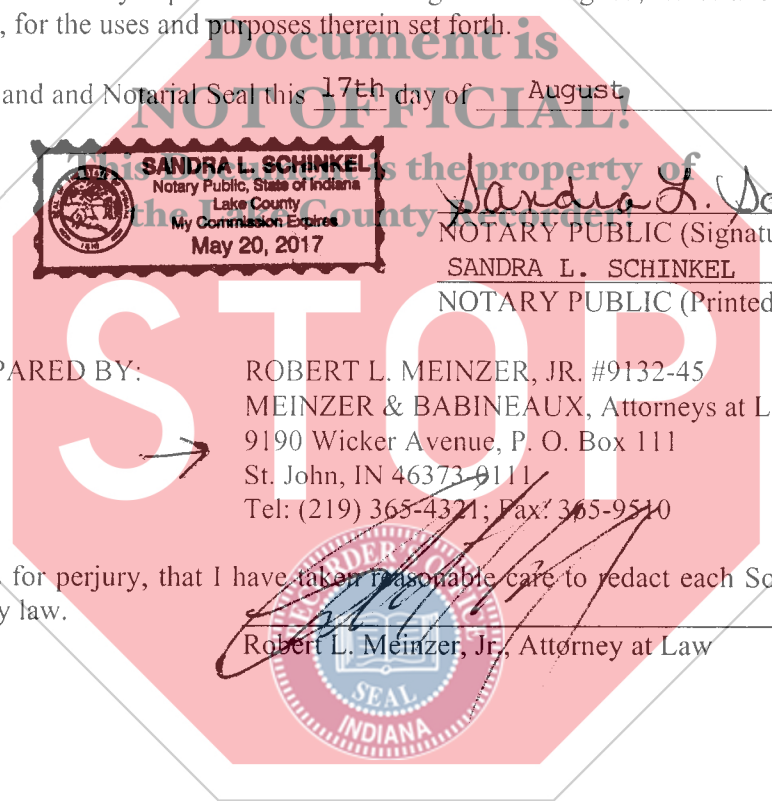 , for the uses and purposes therein set forth.
Document is
and and Notarial Seal this 17th day of August
NOT OFFICIAL!
This Document is the property of
the Lake County Recorder!
SANDRA L. SCHINKEL
Notary Public, State of Indiana
Lake County
My Commission Expires
May 20, 2017
Sandra L.
NOTARY PUBLIC (Signatu
SANDRA L. SCHINKEL
NOTARY PUBLIC (Printed
STOP
PARED BY: ROBERT L. MEINZER, JR. #9132-45
MEINZER & BABINEAUX, Attorneys at L
9190 Wicker Avenue, P. O. Box 111
St. John, IN 46373-0111
Tel: (219) 365-4321; Fax: 365-9510
for perjury, that I have taken reasonable care to redact each So
y law.
Robert L. Meinzer, Jr., Attorney at Law
RECORDER'S OFFICE
SEAL
INDIANA